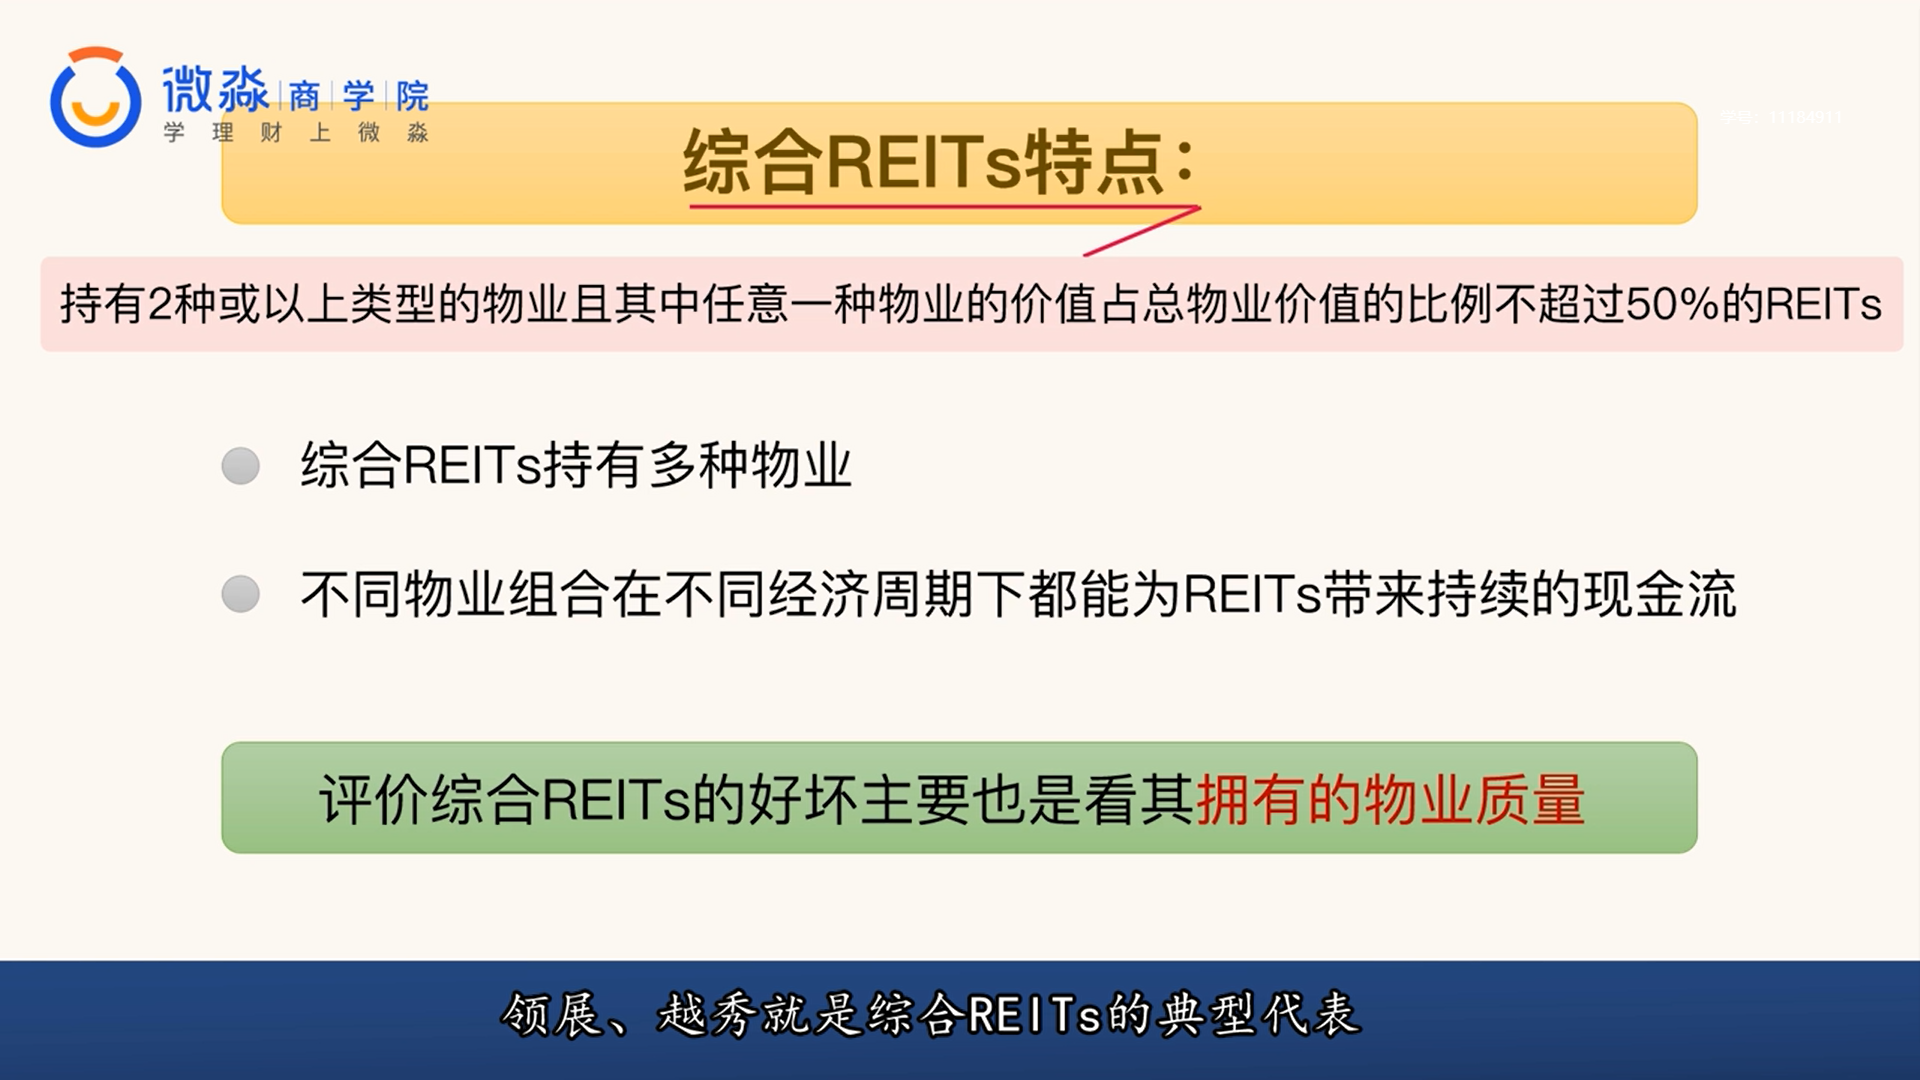 微淼 商学院
学理财上微淼
综合REITs特点：
持有2种或以上类型的物业且其中任意一种物业的价值占总物业价值的比例不超过50%的REITs
综合REITs持有多种物业
不同物业组合在不同经济周期下都能为REITs带来持续的现金流
评价综合REITs的好坏主要也是看其拥有的物业质量
领展、越秀就是综合REITs的典型代表